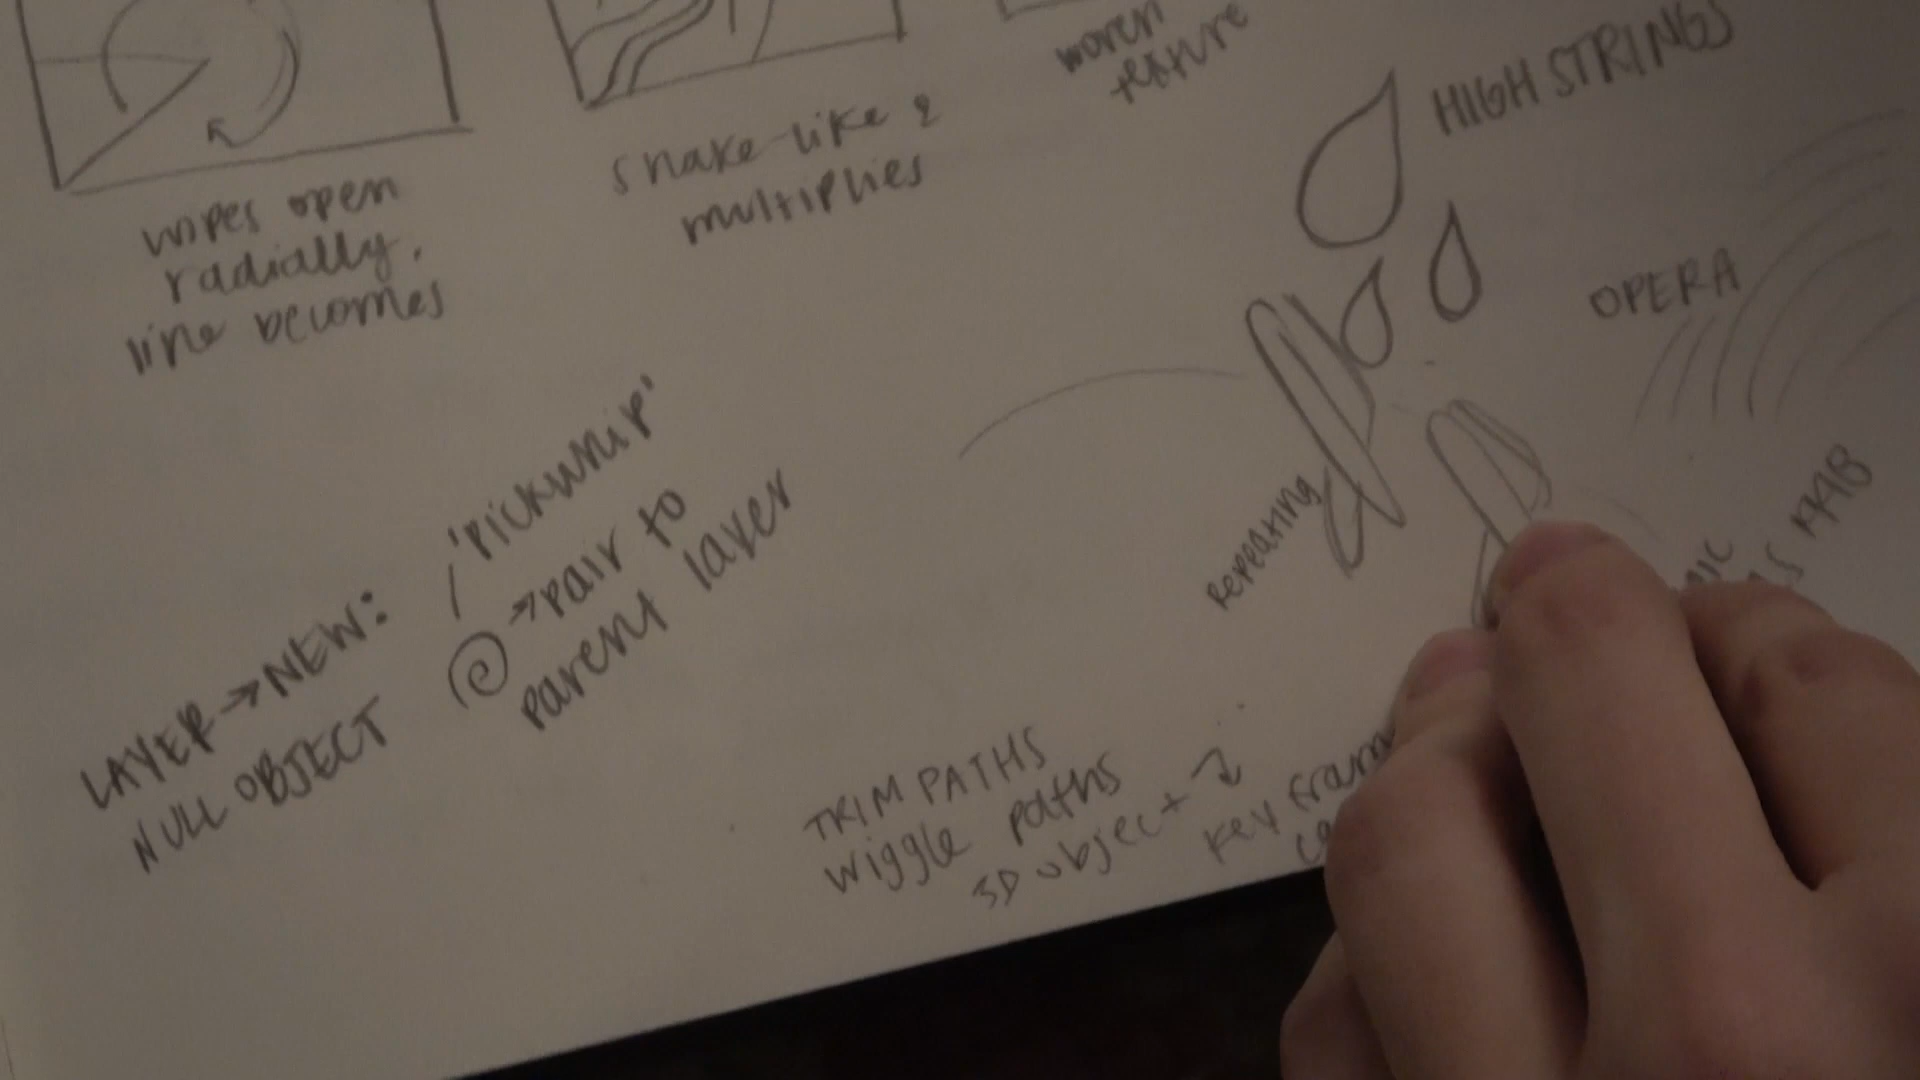 wipes open
radially,
line becomes
snake-like &
multiplies
woven
texture
HIGH STRINGS
OPERA
REPEATING
LAYER → NEW:
NULL OBJECT
'PICKWHIP'
→ pair to
parent layer
TRIM PATHS
wiggle paths
3D object +
key fram